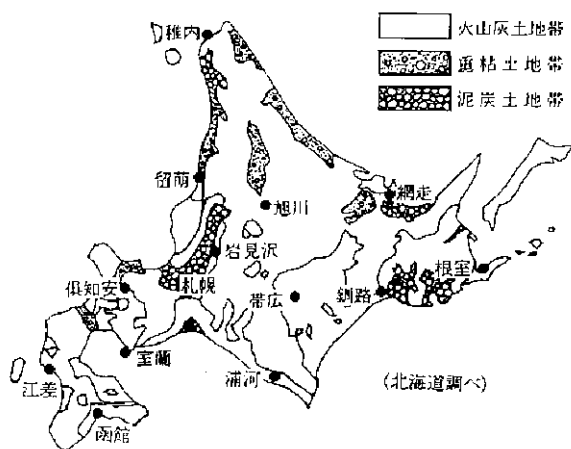 火山灰土地帯
重粘土地帯
泥炭土地帯
稚内
留萌
旭川
網走
岩見沢
根室
倶知安
札幌
帯広
釧路
室蘭
浦河
江差
函館
(北海道調べ)